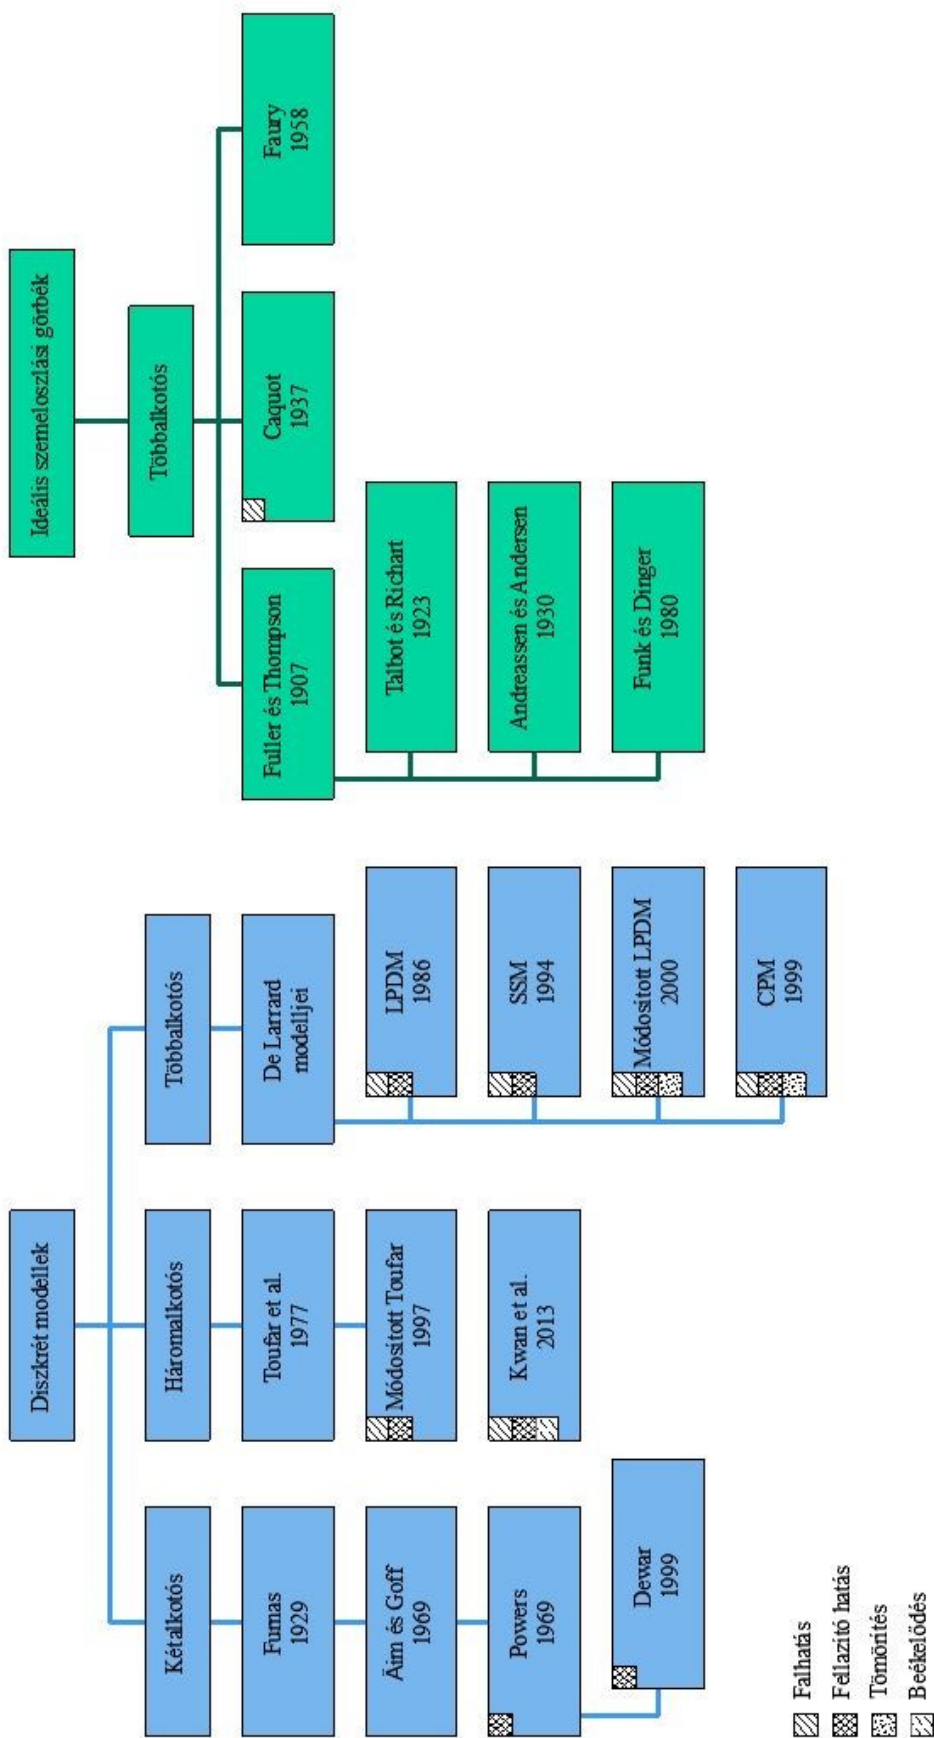 Diszkrét modellek
Kétalkotós
Furnas
1929
Äim és Goff
1969
Powers
1969
Dewar
1999
Háromalkotós
Toufar et al.
1977
Módosított Toufar
1997
Kwan et al.
2013
Többalkotós
De Larrard
modelljei
LPDM
1986
SSM
1994
Módosított LPDM
2000
CPM
1999
Ideális szemeloszlási görbék
Többalkotós
Fuller és Thompson
1907
Talbot és Richart
1923
Andreassen és Andersen
1930
Funk és Dinger
1980
Caquot
1937
Faury
1958
Falhatás
Fellazító hatás
Tömörítés
Beékelődés